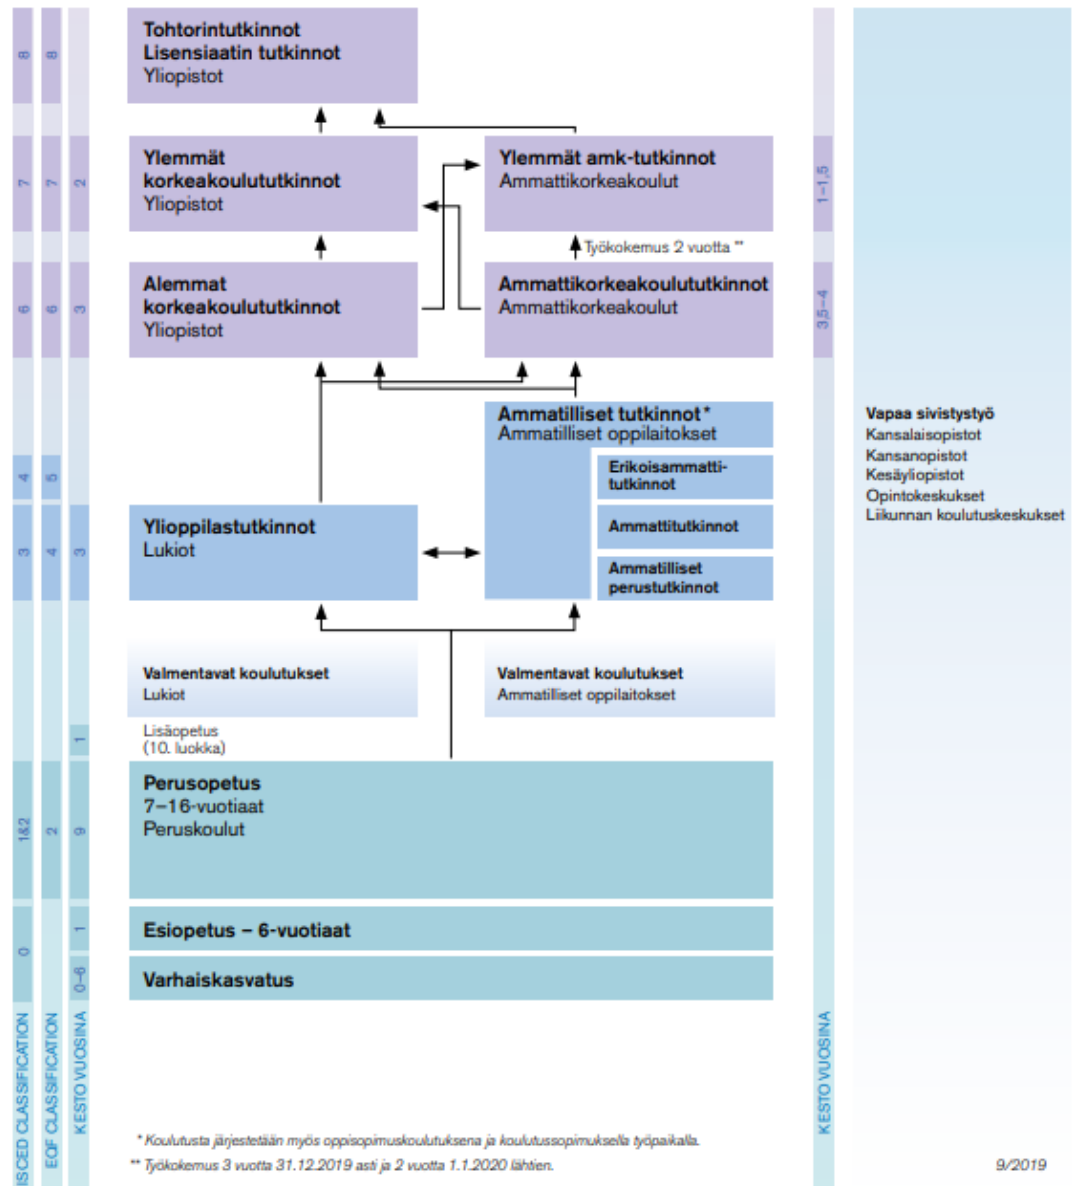 8
8
Tohtorintutkinnot
Lisensiaatin tutkinnot
Yliopistot
7
7
2
Ylemmät
korkeakoulututkinnot
Yliopistot
Ylemmät amk-tutkinnot
Ammattikorkeakoulut
1–1,5
Työkokemus 2 vuotta **
6
6
3
Alemmat
korkeakoulututkinnot
Yliopistot
Ammattikorkeakoulututkinnot
Ammattikorkeakoulut
3,5–4
Ammatilliset tutkinnot *
Ammatilliset oppilaitokset
4
5
Erikoisammatti-
tutkinnot
3
4
3
Ylioppilastutkinnot
Lukiot
Ammattitutkinnot
Ammatilliset
perustutkinnot
Valmentavat koulutukset
Lukiot
Valmentavat koulutukset
Ammatilliset oppilaitokset
1
Lisäopetus
(10. luokka)
1&2
2
9
Perusopetus
7–16-vuotiaat
Peruskoulut
0
1
Esiopetus – 6-vuotiaat
0–6
Varhaiskasvatus
ISCED CLASSIFICATION
EQF CLASSIFICATION
KESTO VUOSINA
KESTO VUOSINA
Vapaa sivistystyö
Kansalaisopistot
Kansanopistot
Kesäyliopistot
Opintokeskukset
Liikunnan koulutuskeskukset
* Koulutusta järjestetään myös oppisopimuskoulutuksena ja koulutussopimuksella työpaikalla.
** Työkokemus 3 vuotta 31.12.2019 asti ja 2 vuotta 1.1.2020 lähtien.
9/2019